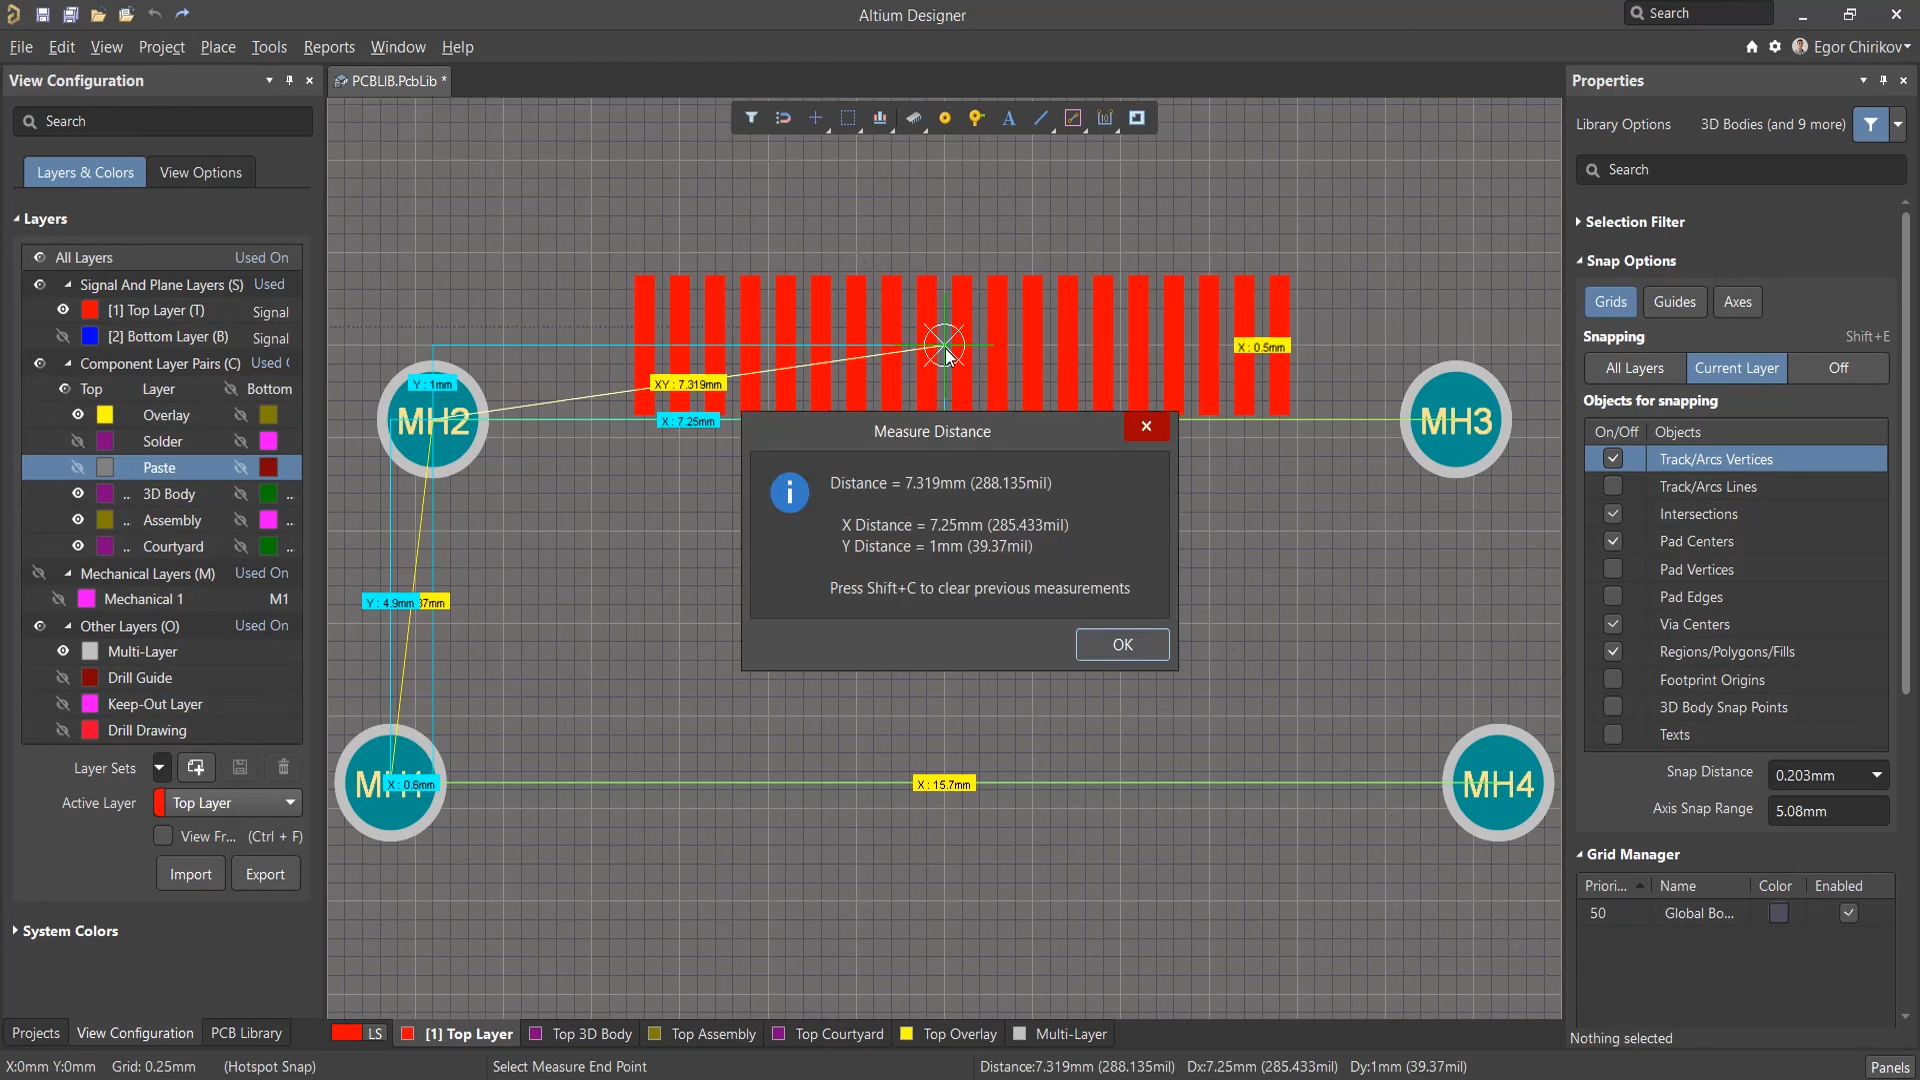 Altium Designer
Search
File Edit View Project Place Tools Reports Window Help
Egor Chirikov
View Configuration
PCBLIB.PcbLib *
Properties
Search
Library Options 3D Bodies (and 9 more)
Search
Layers & Colors View Options
Layers
All Layers Used On
Signal And Plane Layers (S) Used
[1] Top Layer (T) Signal
[2] Bottom Layer (B) Signal
Component Layer Pairs (C) Used (
Top Layer Bottom
Overlay
Solder
Paste
.. 3D Body ..
.. Assembly ..
.. Courtyard ..
Mechanical Layers (M) Used On
Mechanical 1 M1
Other Layers (O) Used On
Multi-Layer
Drill Guide
Keep-Out Layer
Drill Drawing
Layer Sets
Active Layer Top Layer
View Fr... (Ctrl + F)
Import Export
System Colors
Projects View Configuration PCB Library
X : 0.5mm
Y : 1mm
XY : 7.319mm
X : 7.25mm
MH2
MH3
Y : 4.9mm 37mm
X : 0.6mm
X : 15.7mm
MH4
Measure Distance
Distance = 7.319mm (288.135mil)
X Distance = 7.25mm (285.433mil)
Y Distance = 1mm (39.37mil)
Press Shift+C to clear previous measurements
OK
Selection Filter
Snap Options
Grids Guides Axes
Snapping Shift+E
All Layers Current Layer Off
Objects for snapping
On/Off Objects
Track/Arcs Vertices
Track/Arcs Lines
Intersections
Pad Centers
Pad Vertices
Pad Edges
Via Centers
Regions/Polygons/Fills
Footprint Origins
3D Body Snap Points
Texts
Snap Distance 0.203mm
Axis Snap Range 5.08mm
Grid Manager
Priori... Name Color Enabled
50 Global Bo...
Nothing selected
LS [1] Top Layer Top 3D Body Top Assembly Top Courtyard Top Overlay Multi-Layer
X:0mm Y:0mm Grid: 0.25mm (Hotspot Snap) Select Measure End Point Distance:7.319mm (288.135mil) Dx:7.25mm (285.433mil) Dy:1mm (39.37mil) Panels